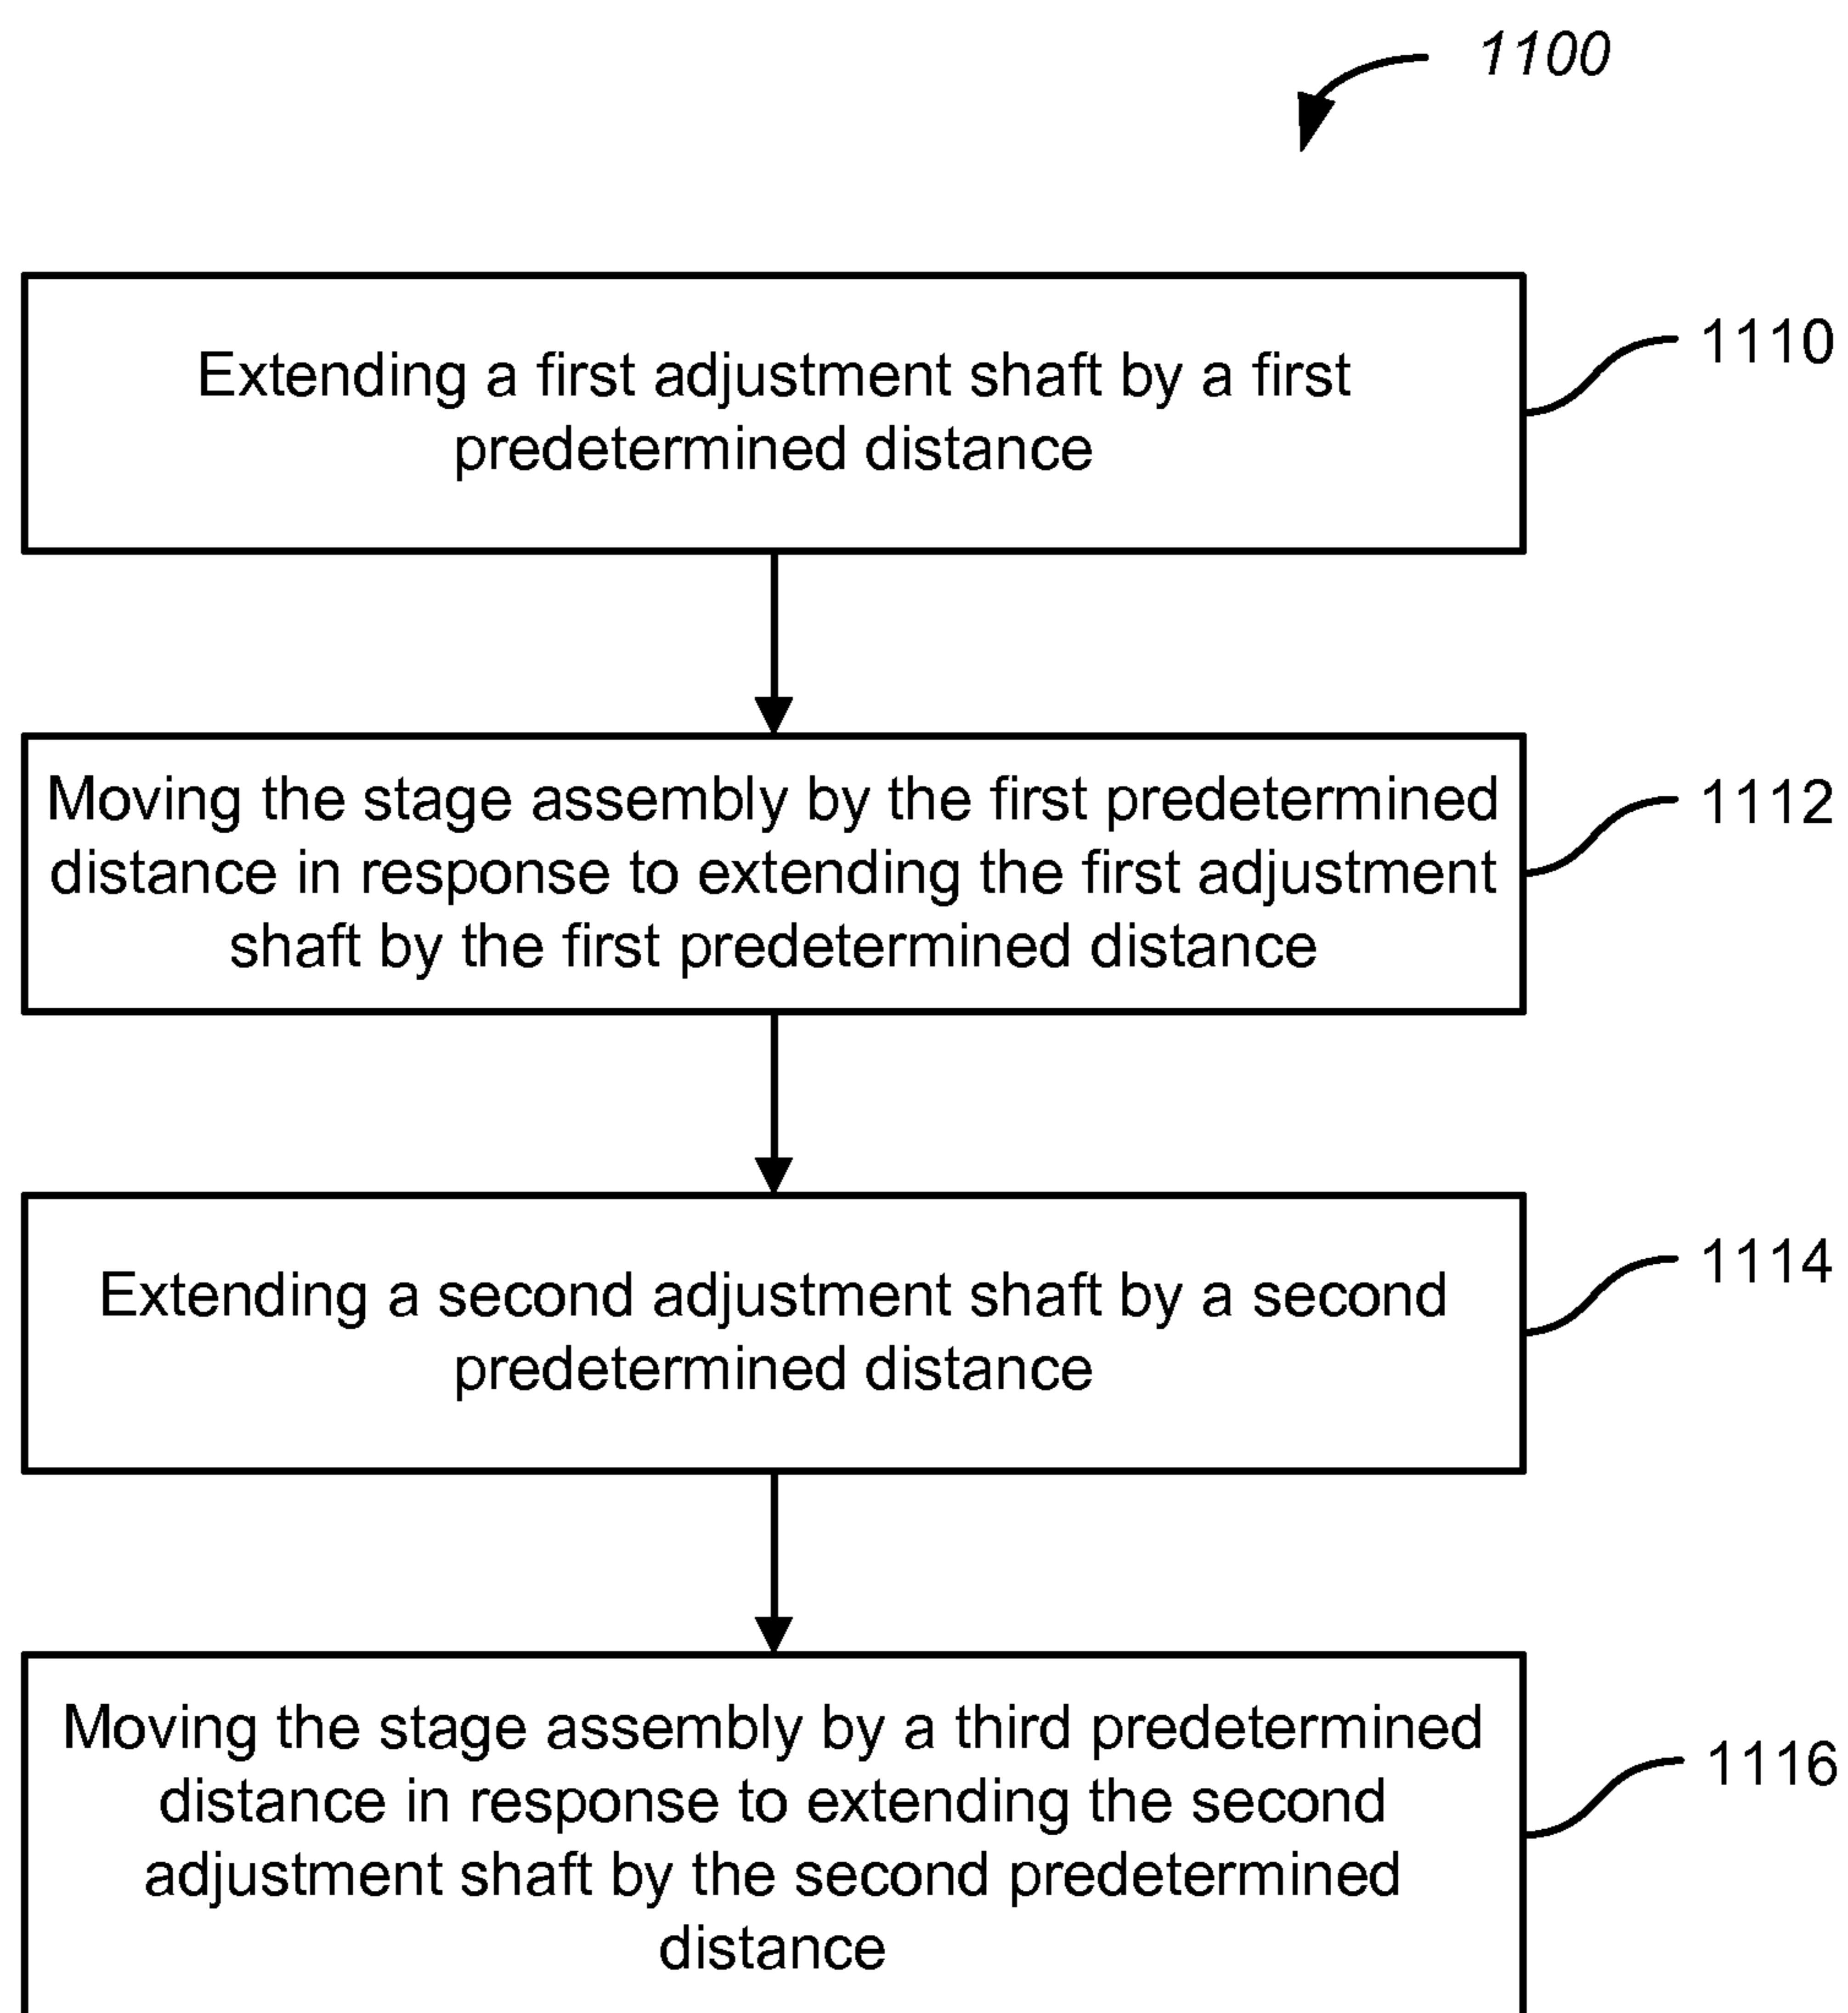 1100
Extending a first adjustment shaft by a first
predetermined distance
1110
Moving the stage assembly by the first predetermined
distance in response to extending the first adjustment
shaft by the first predetermined distance
1112
Extending a second adjustment shaft by a second
predetermined distance
1114
Moving the stage assembly by a third predetermined
distance in response to extending the second
adjustment shaft by the second predetermined
distance
1116